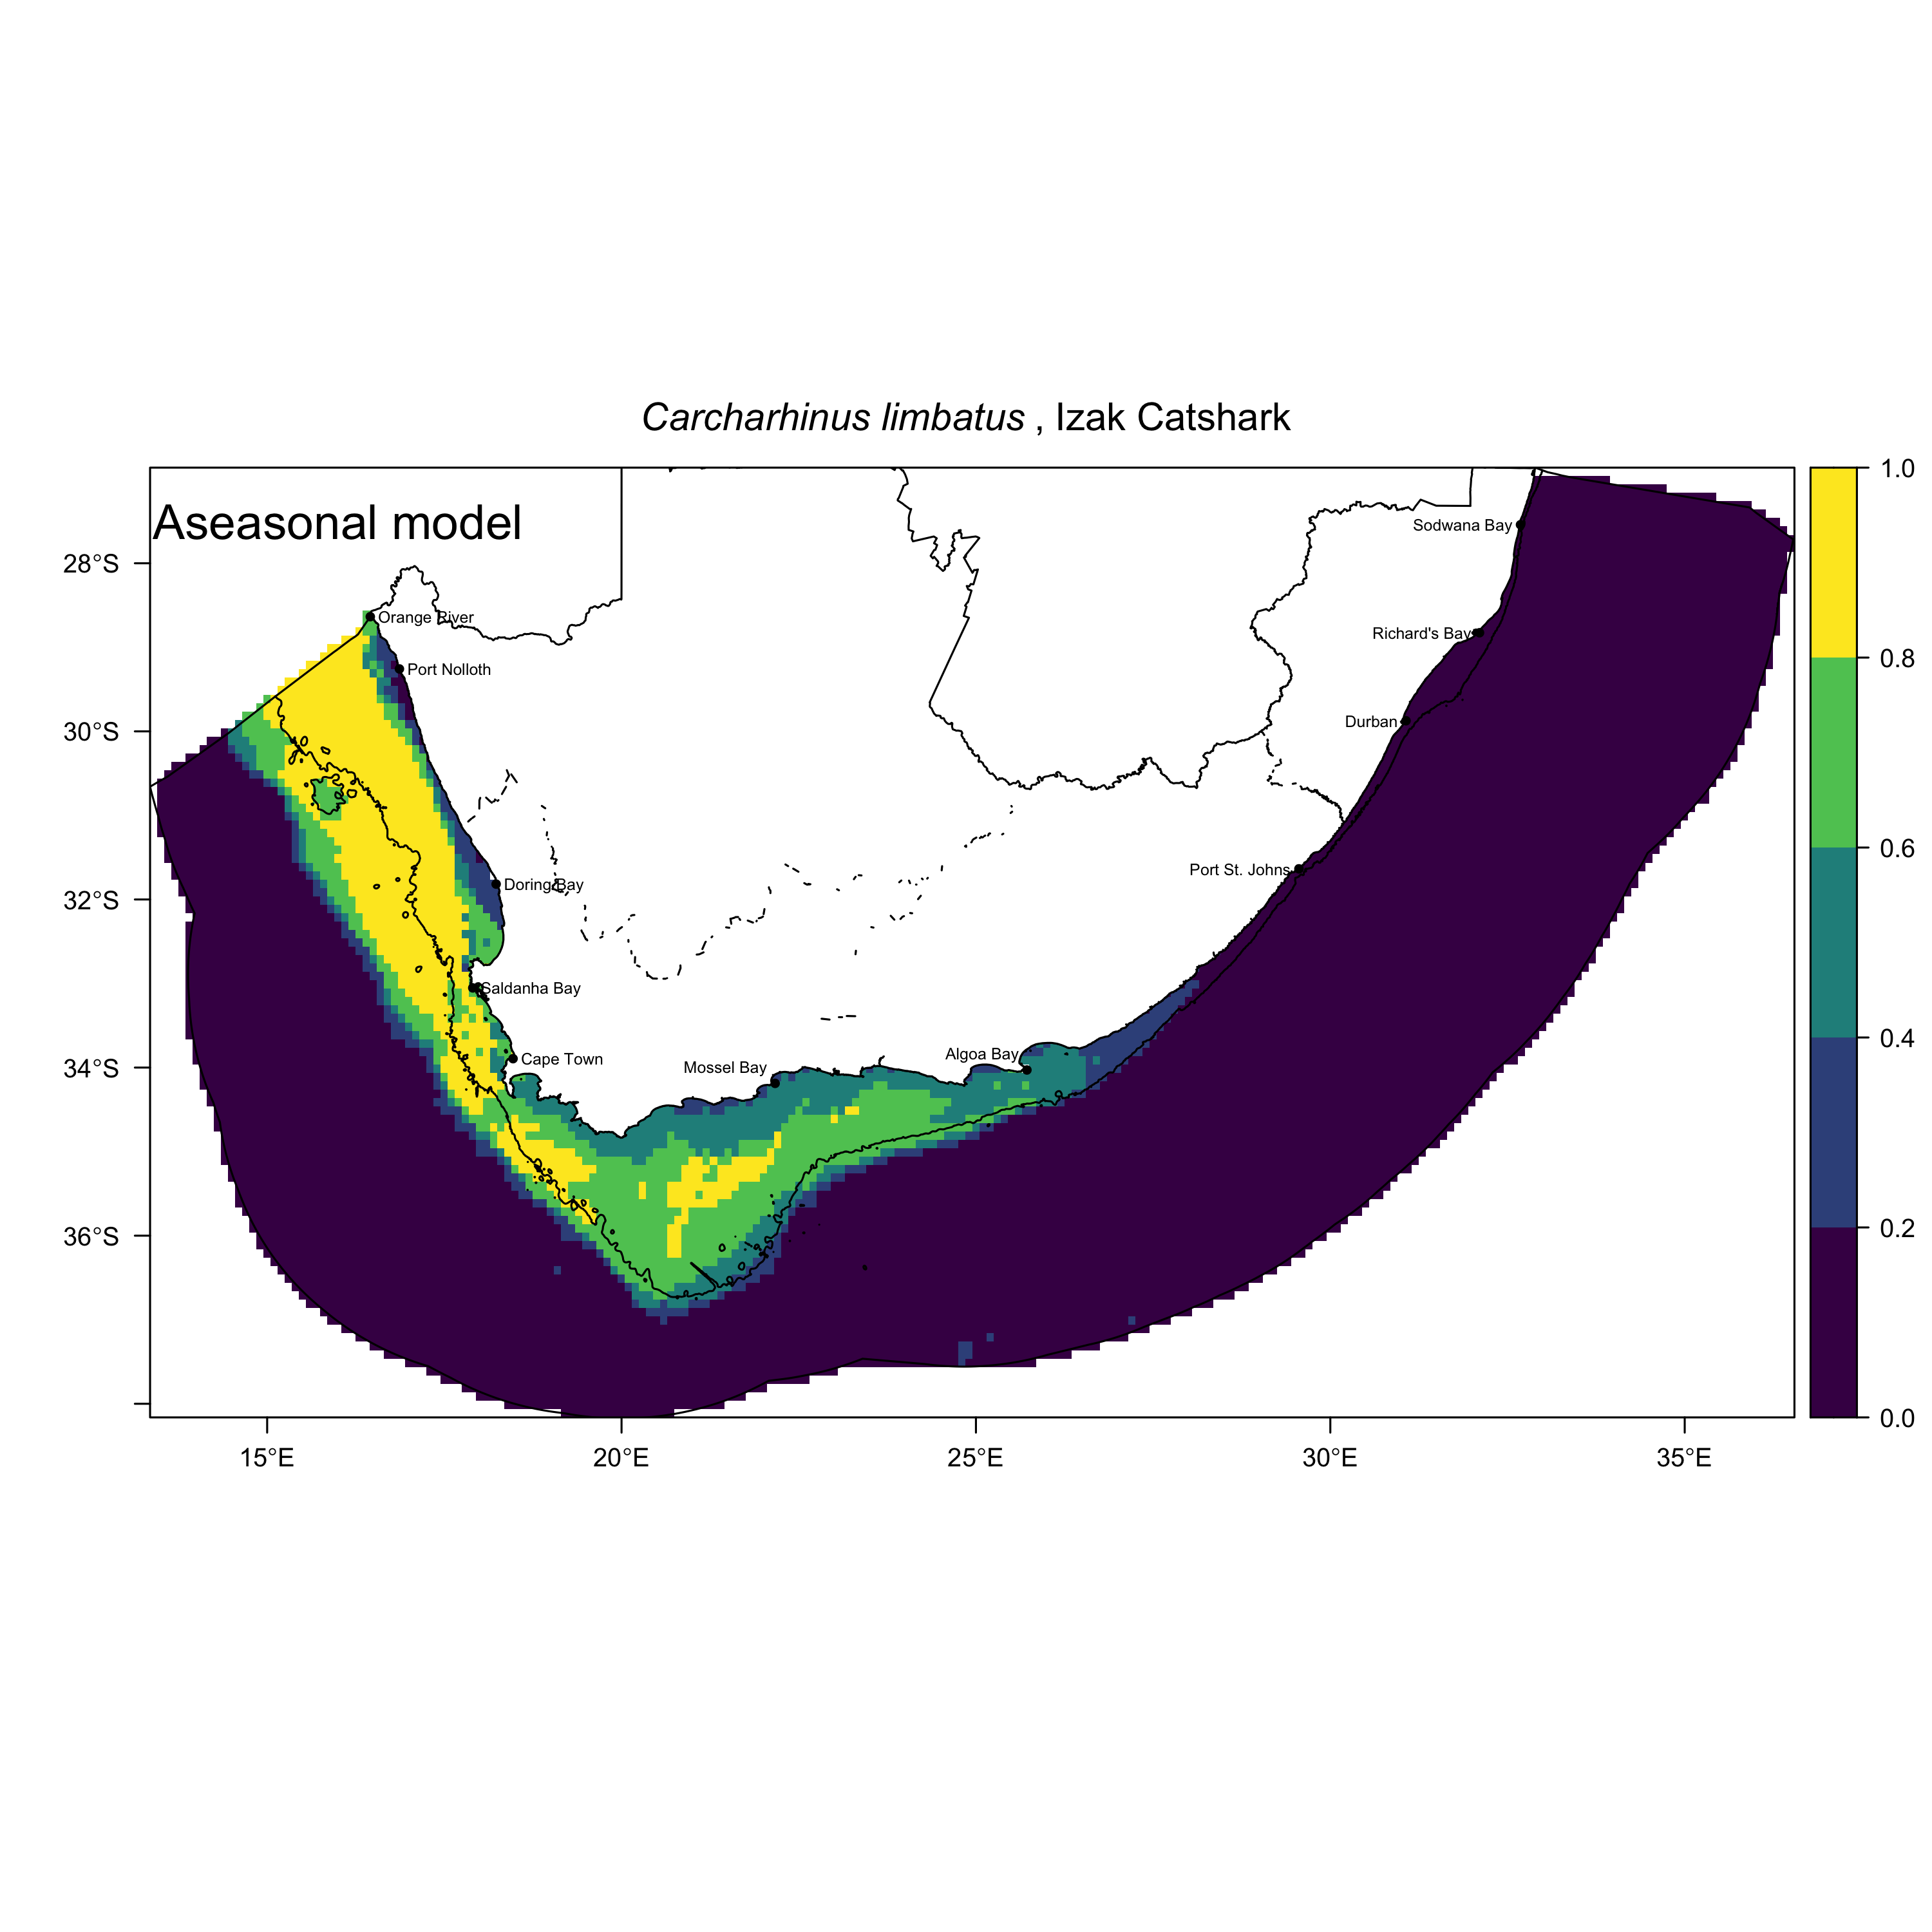 Carcharhinus limbatus , Izak Catshark
Aseasonal model
28°S
30°S
32°S
34°S
36°S
15°E
20°E
25°E
30°E
35°E
Orange River
Port Nolloth
Doring Bay
Saldanha Bay
Cape Town
Mossel Bay
Algoa Bay
Port St. Johns
Durban
Richard's Bay
Sodwana Bay
1.0
0.8
0.6
0.4
0.2
0.0